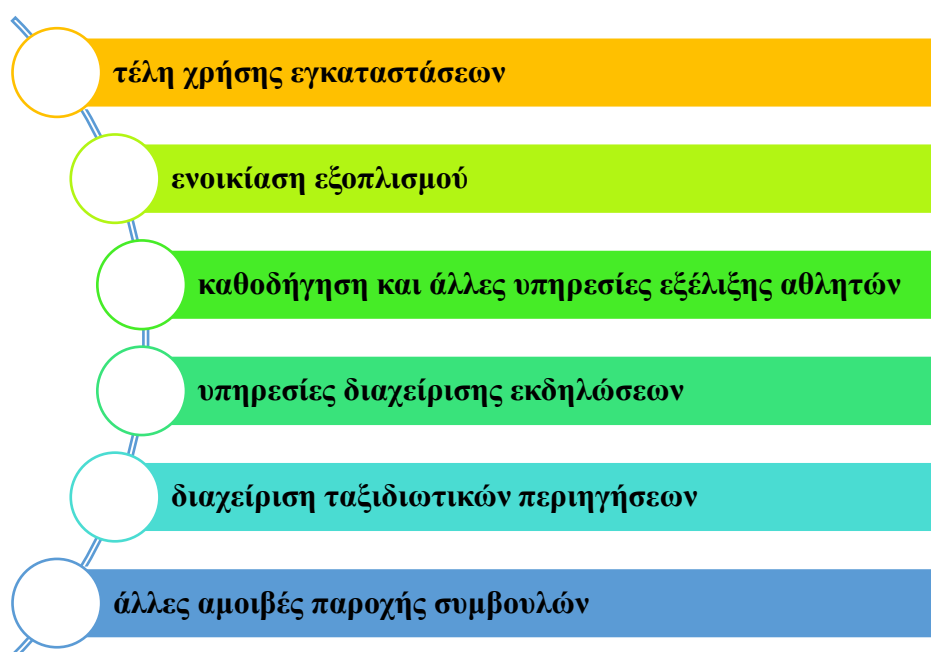 τέλη χρήσης εγκαταστάσεων
ενοικίαση εξοπλισμού
καθοδήγηση και άλλες υπηρεσίες εξέλιξης αθλητών
υπηρεσίες διαχείρισης εκδηλώσεων
διαχείριση ταξιδιωτικών περιηγήσεων
άλλες αμοιβές παροχής συμβουλών